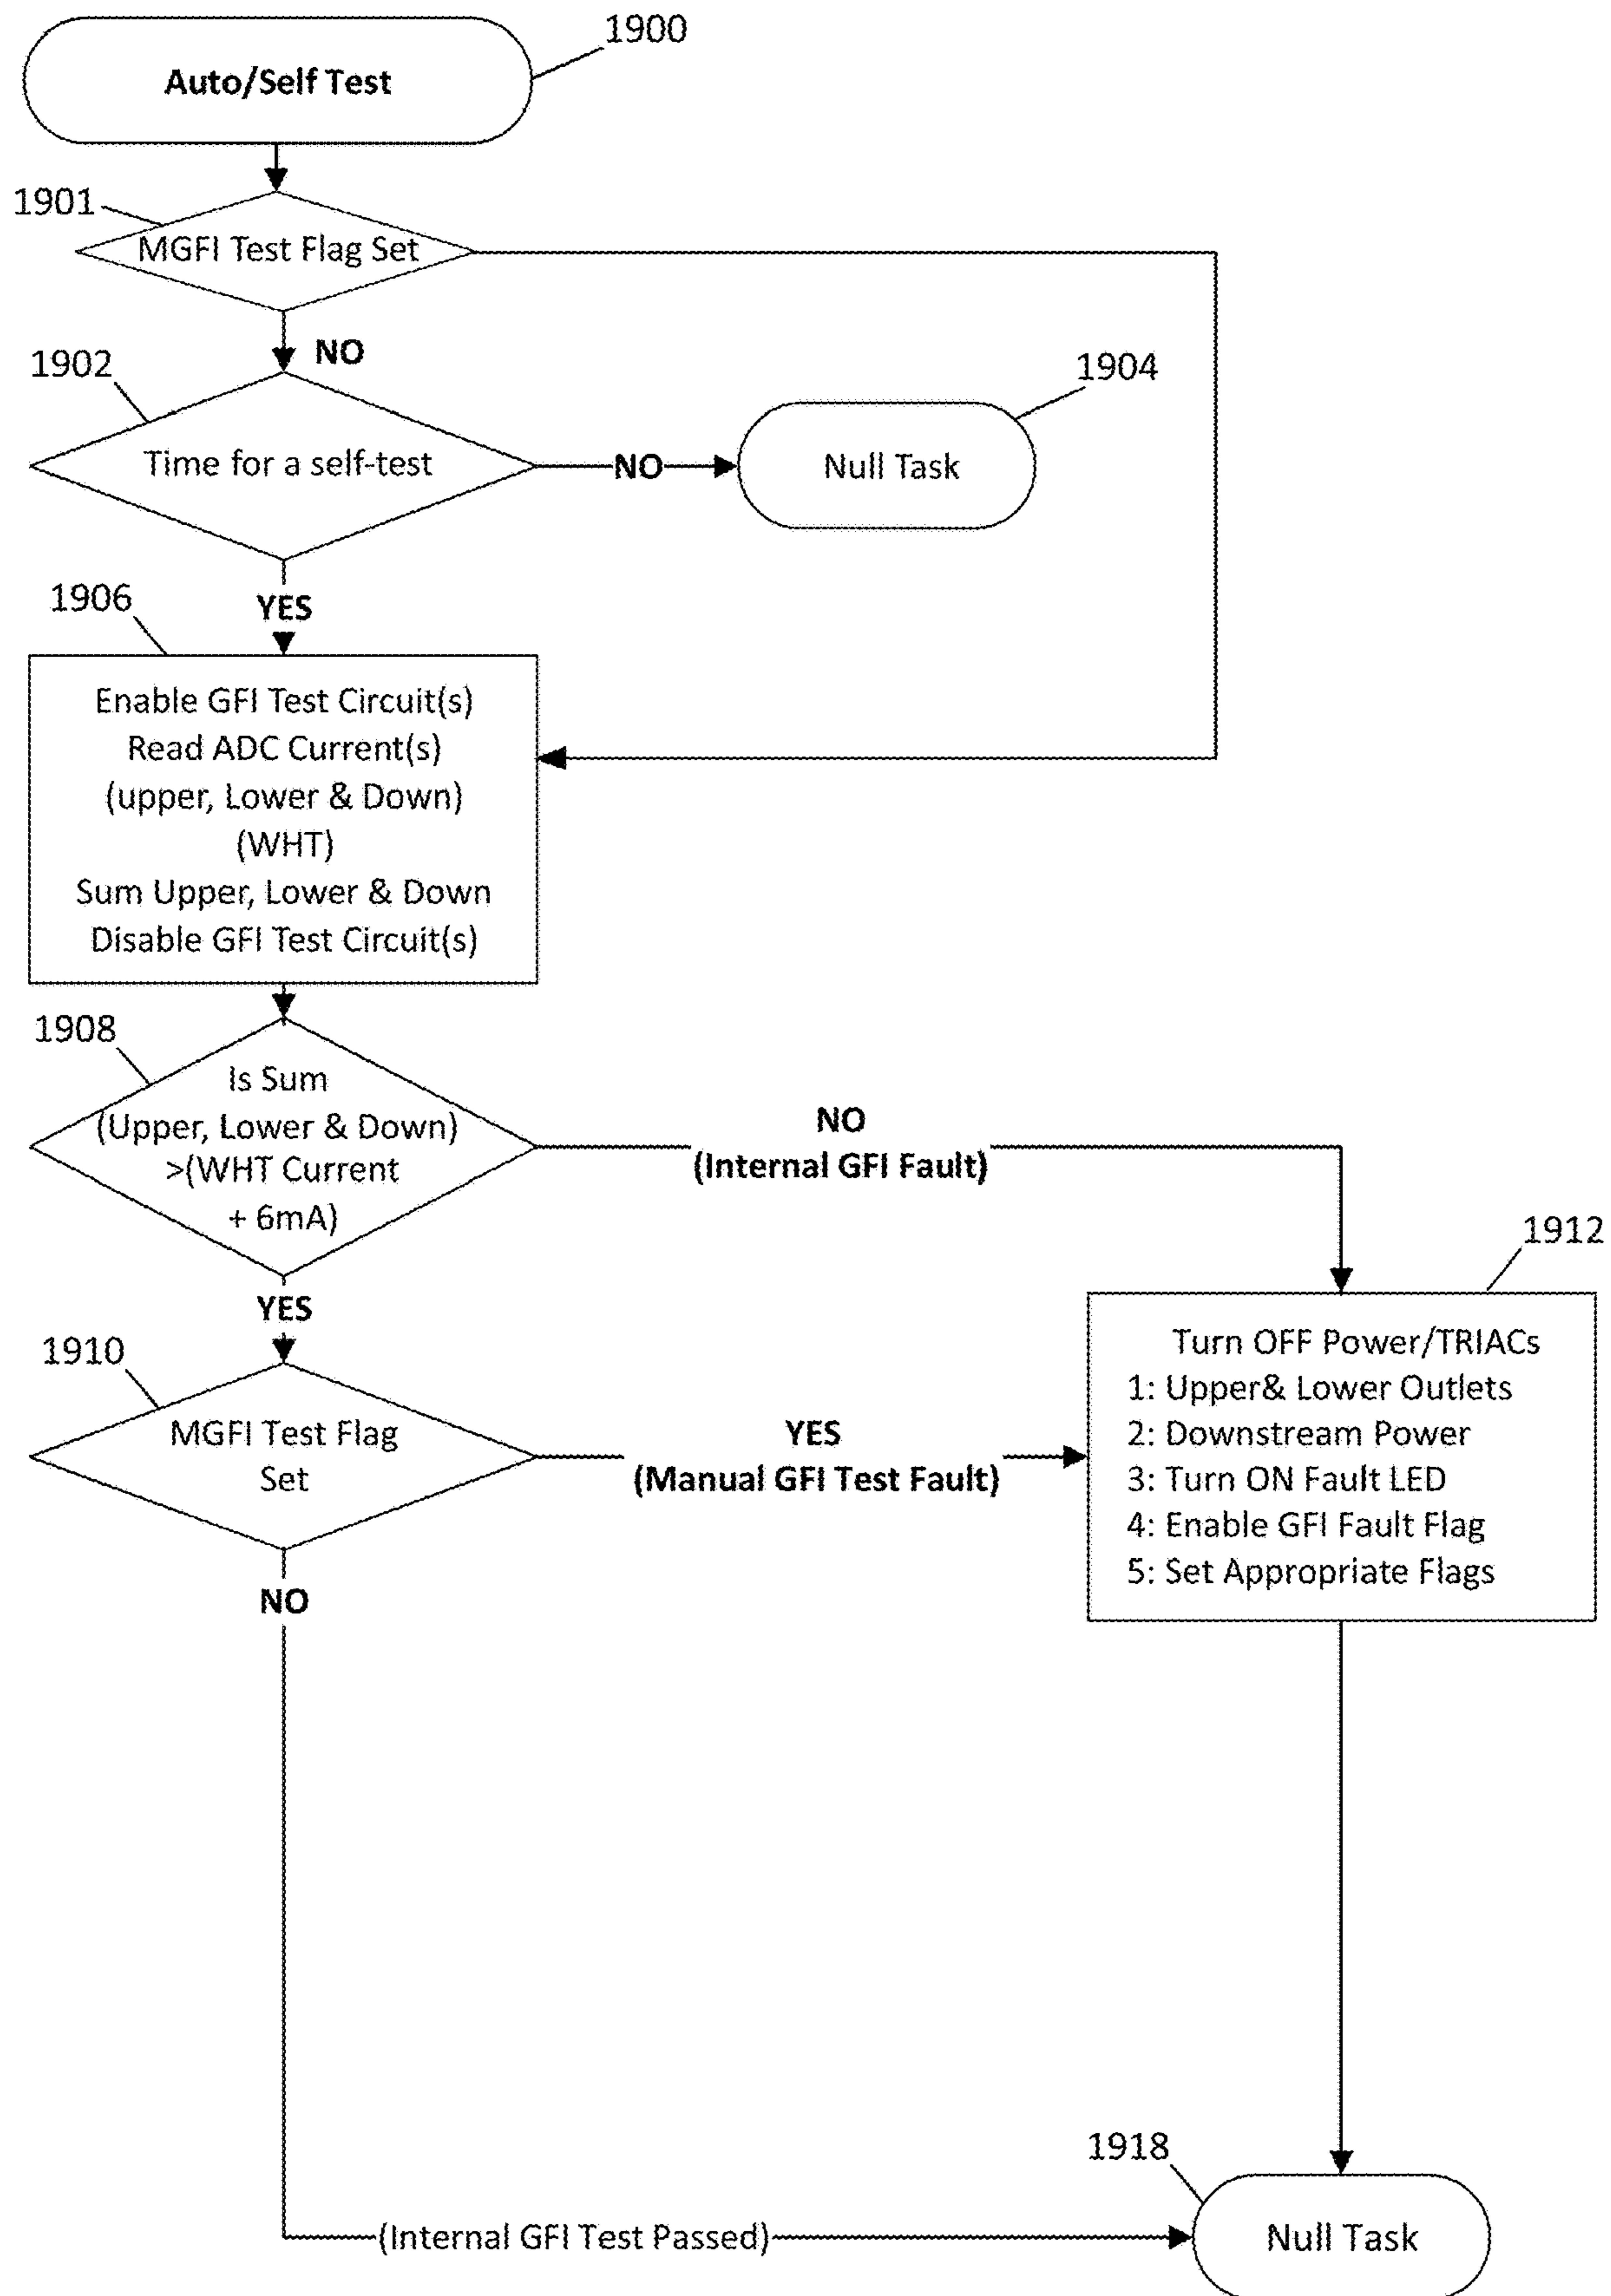 1900
Auto/Self Test
1901
MGFI Test Flag Set
NO
1902
Time for a self-test
NO
1904
Null Task
YES
1906
Enable GFI Test Circuit(s)
Read ADC Current(s)
(upper, Lower & Down)
(WHT)
Sum Upper, Lower & Down
Disable GFI Test Circuit(s)
1908
Is Sum
(Upper, Lower & Down)
>(WHT Current
+ 6mA)
NO
(Internal GFI Fault)
YES
1910
MGFI Test Flag
Set
YES
(Manual GFI Test Fault)
1912
Turn OFF Power/TRIACs
1: Upper& Lower Outlets
2: Downstream Power
3: Turn ON Fault LED
4: Enable GFI Fault Flag
5: Set Appropriate Flags
NO
(Internal GFI Test Passed)
1918
Null Task